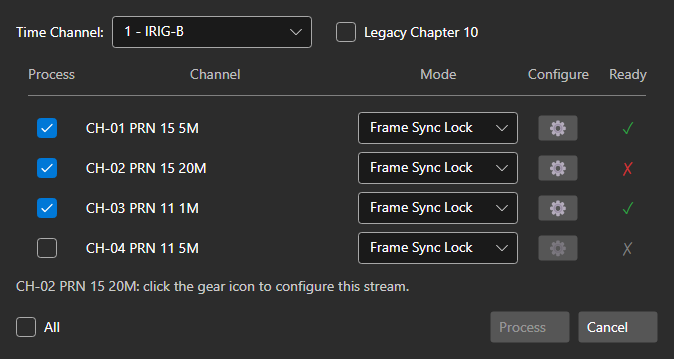 Time Channel: 1 - IRIG-B Legacy Chapter 10
Process Channel Mode Configure Ready
CH-01 PRN 15 5M Frame Sync Lock
CH-02 PRN 15 20M Frame Sync Lock
CH-03 PRN 11 1M Frame Sync Lock
CH-04 PRN 11 5M Frame Sync Lock
CH-02 PRN 15 20M: click the gear icon to configure this stream.
All Process Cancel